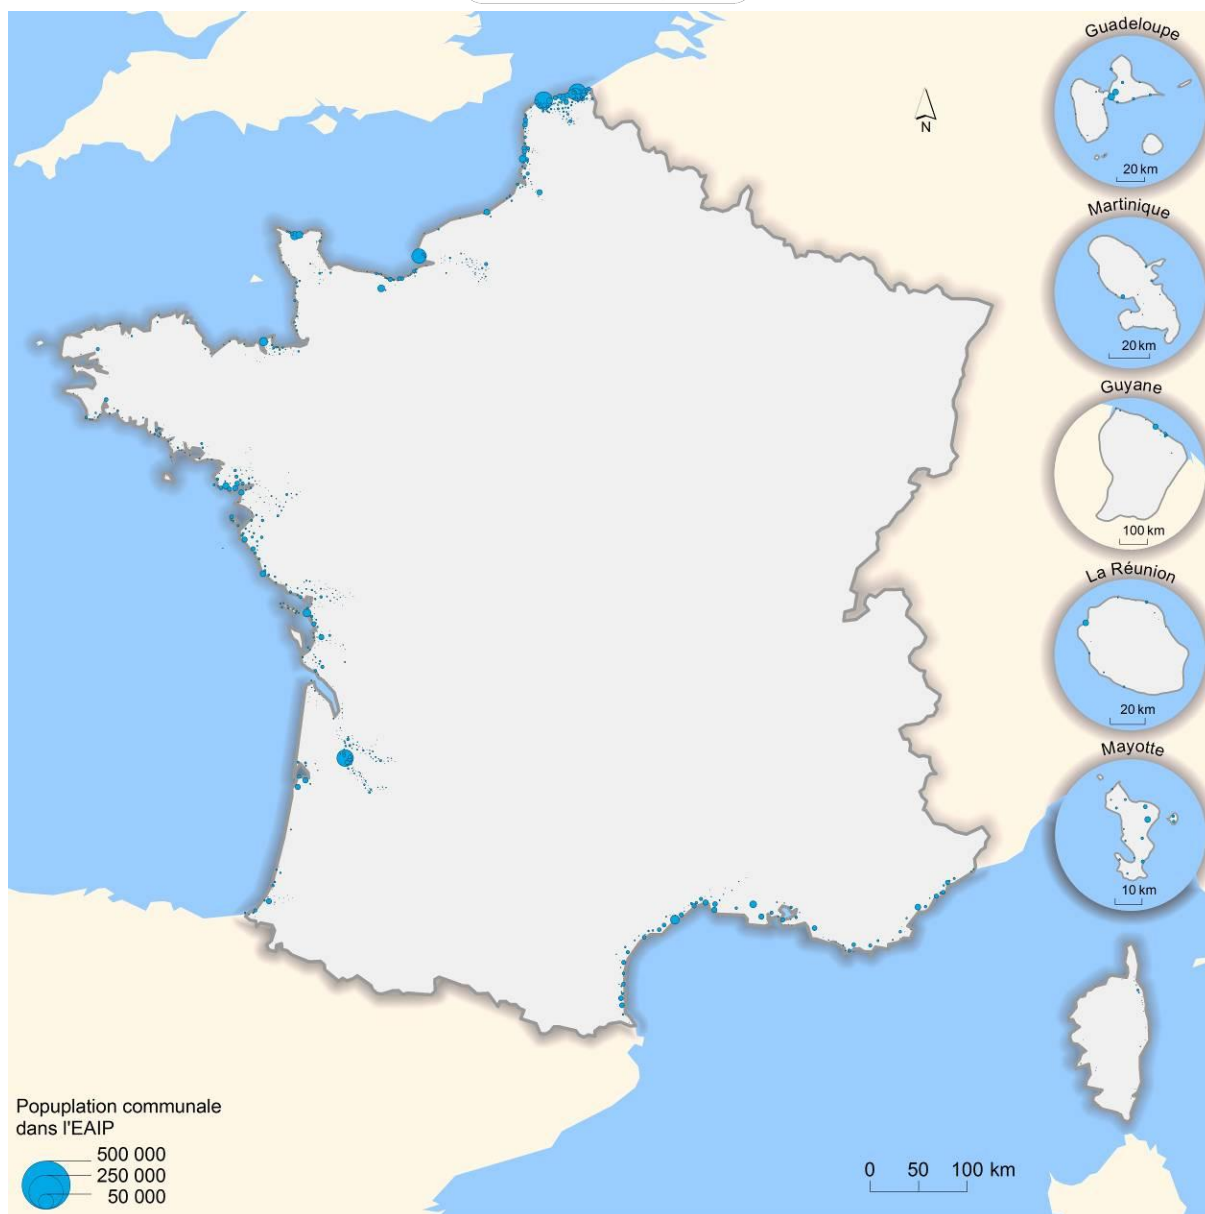 Guadeloupe
N
20 km
Martinique
20 km
Guyane
100 km
La Réunion
20 km
Mayotte
10 km
Popuplation communale
dans l'EAIP
500 000
250 000
50 000
0 50 100 km